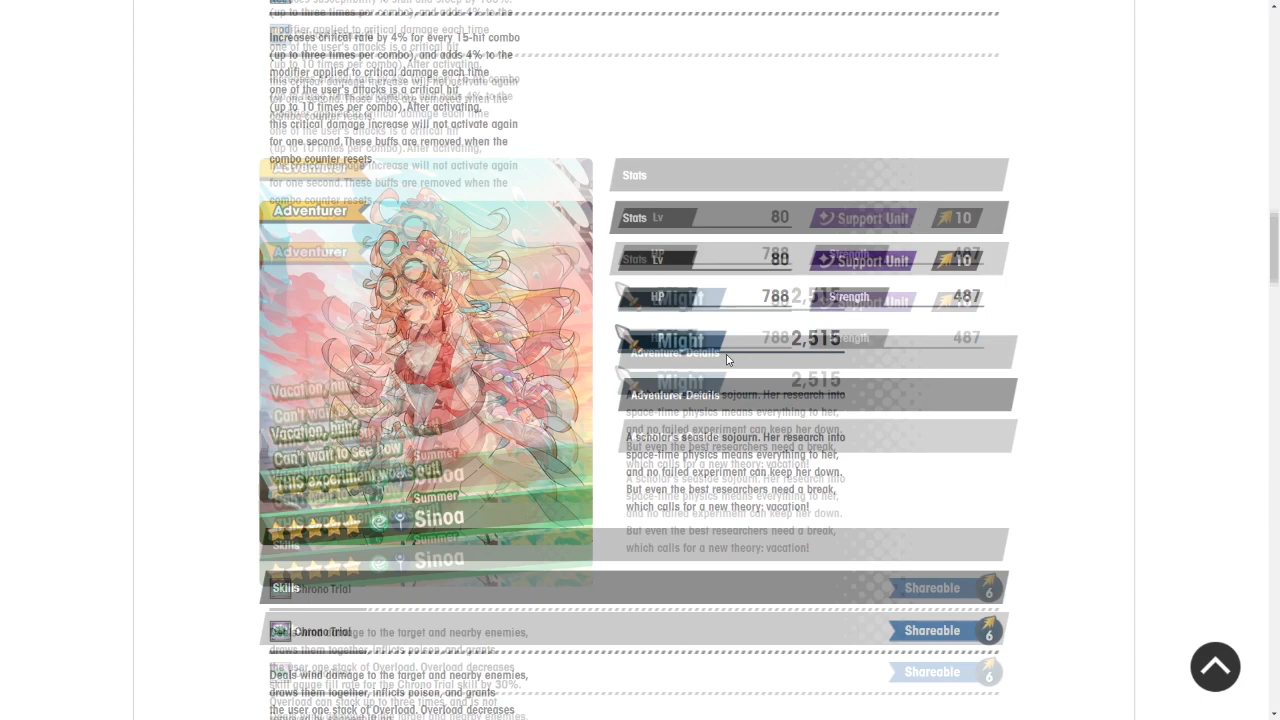 Increases critical rate by 4% for every 15-hit combo
(up to three times per combo), and adds 4% to the
modifier applied to critical damage each time
one of the user's attacks is a critical hit
(up to 10 times per combo). After activating,
this critical damage increase will not activate again
for one second. These buffs are removed when the
combo counter resets.
Adventurer
Stats
Lv 80 Support Unit 10
HP 788 Strength 487
Might 2,515
Adventurer Details
A scholar's seaside sojourn. Her research into
space-time physics means everything to her,
and no failed experiment can keep her down.
But even the best researchers need a break,
which calls for a new theory: vacation!
Vacation, huh?
Can't wait to see how
this experiment works out!
Summer
Sinoa
Skills
Chrono Trial Shareable 6
Deals wind damage to the target and nearby enemies,
draws them together, inflicts poison, and grants
the user one stack of Overload. Overload decreases